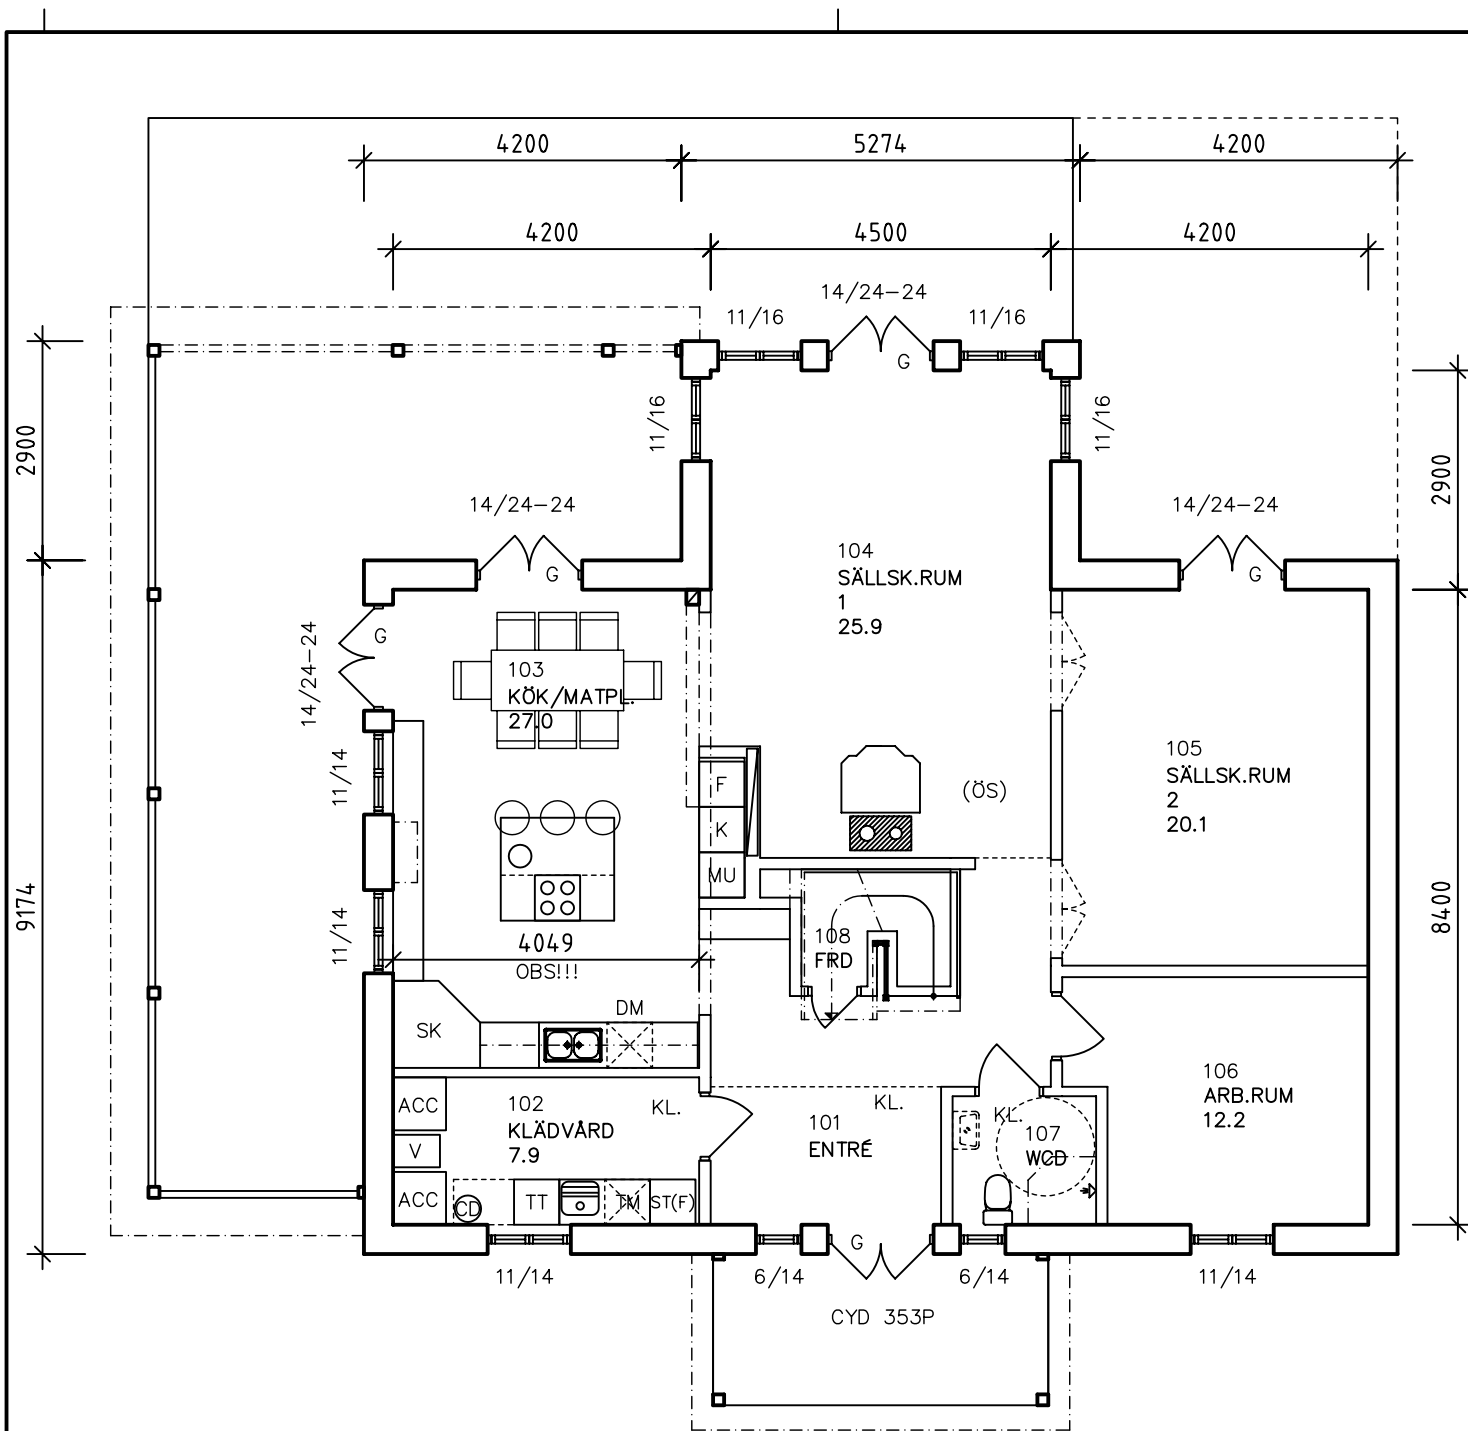 4200
5274
4200
4200
4500
4200
14/24-24
11/16
11/16
11/16
11/16
2900
2900
14/24-24
14/24-24
G
G
G
104
SÄLLSK.RUM
1
25.9
G
14/24-24
103
KÖK/MATPL.
27.0
105
SÄLLSK.RUM
2
20.1
11/14
F
(ÖS)
K
MU
9174
8400
11/14
4049
OBS!!!
108
FRD
DM
SK
106
ARB.RUM
12.2
ACC
102
KLÄDVÅRD
7.9
KL.
KL.
KL.
101
ENTRÉ
107
WCD
V
ACC
CD
TT
TM
ST(F)
G
11/14
6/14
6/14
11/14
CYD 353P